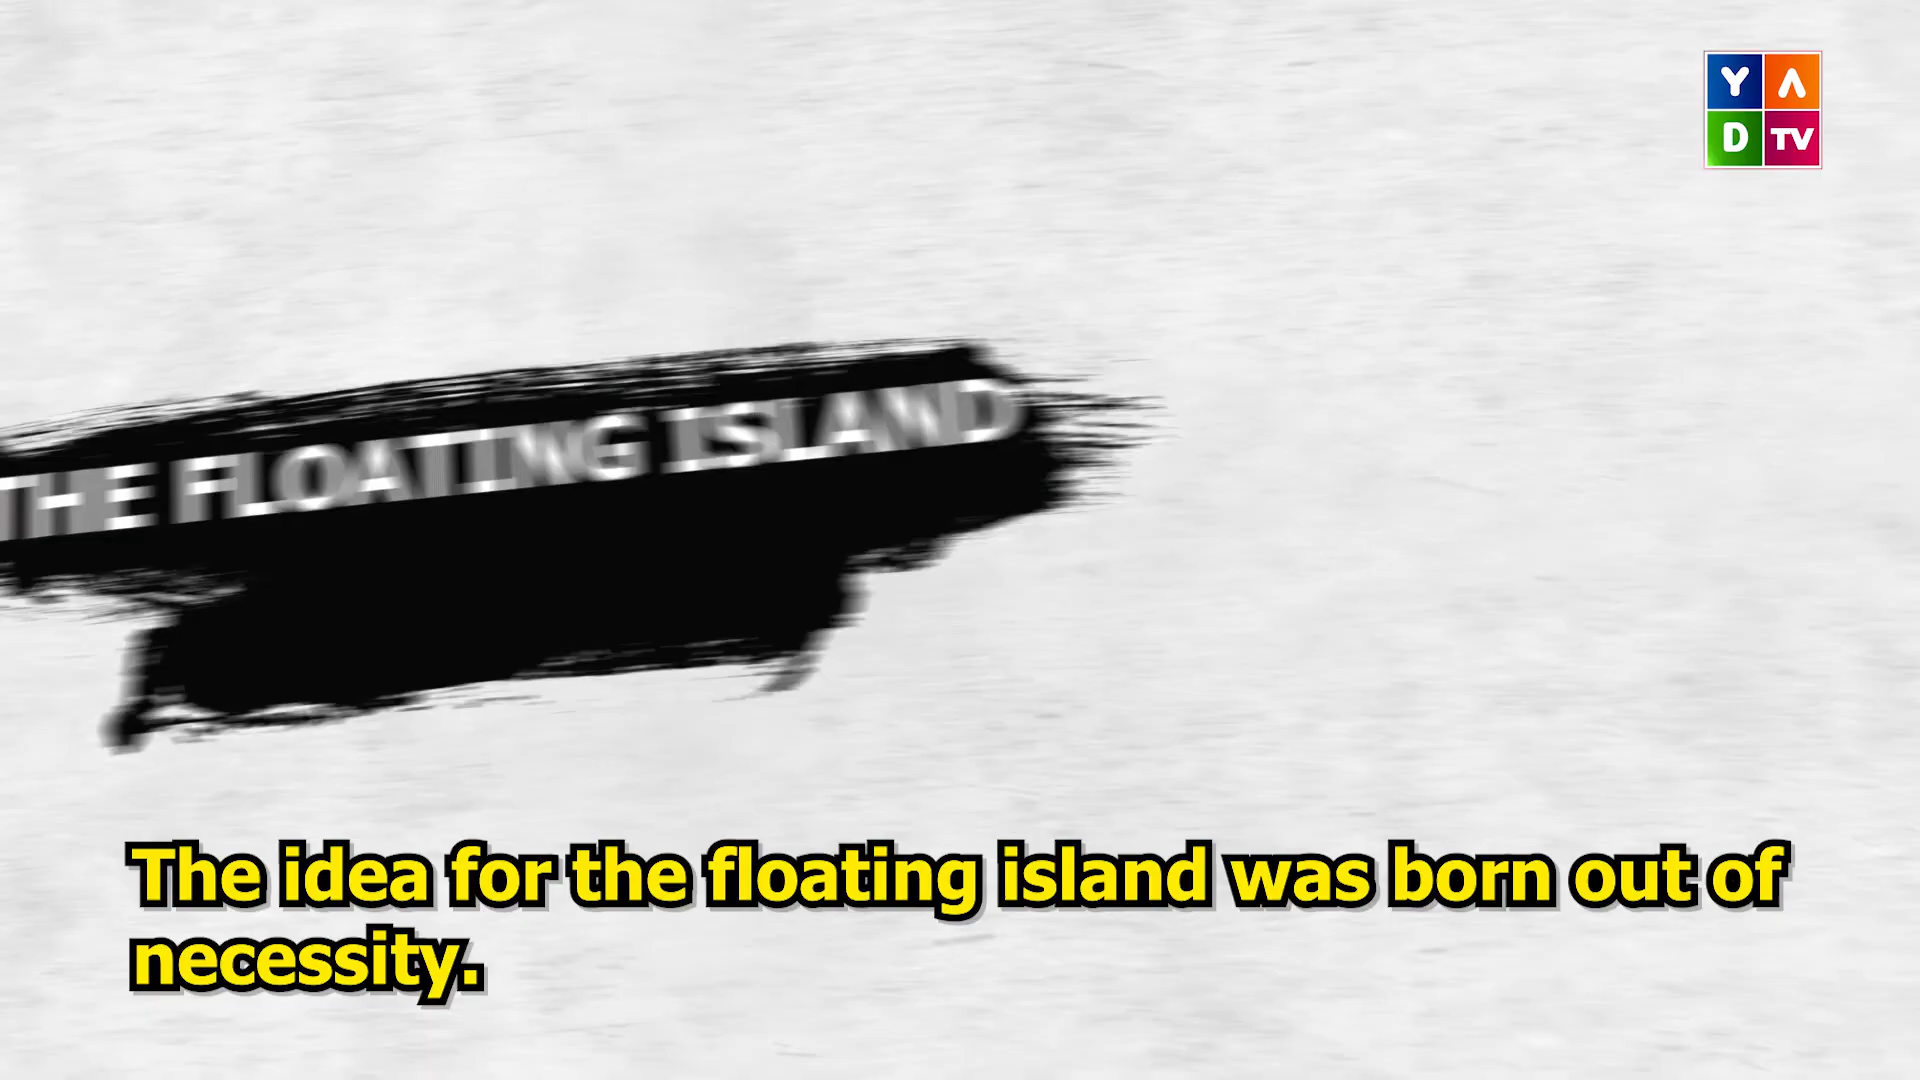 Y A
D TV
THE FLOATING ISLAND
The idea for the floating island was born out of
necessity.